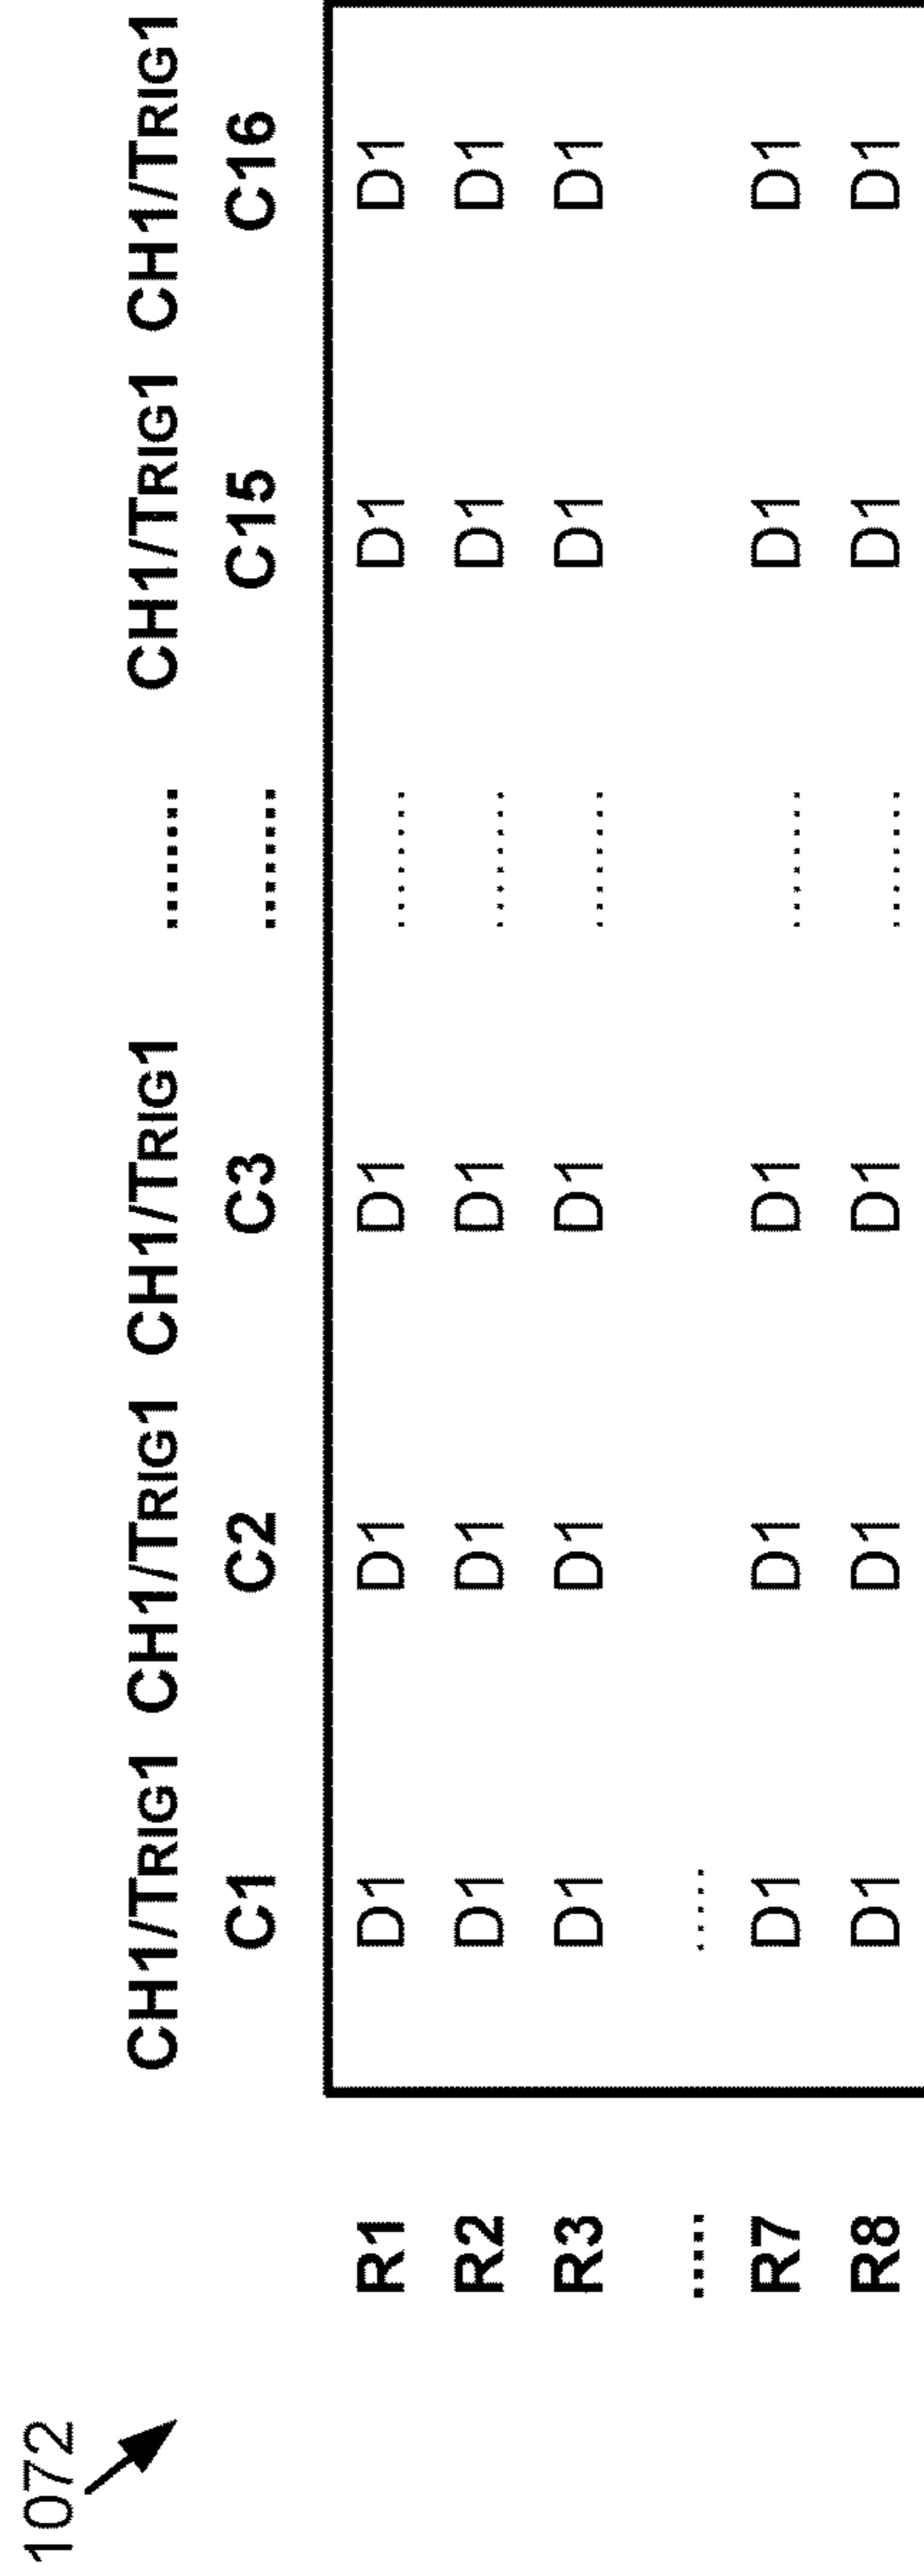 1072
CH1/TRIG1 CH1/TRIG1 CH1/TRIG1 ........ CH1/TRIG1 CH1/TRIG1
C1 C2 C3 ........ C15 C16
R1 D1 D1 D1 ........ D1 D1
R2 D1 D1 D1 ........ D1 D1
R3 D1 D1 D1 ........ D1 D1
..... .....
R7 D1 D1 D1 ........ D1 D1
R8 D1 D1 D1 ........ D1 D1